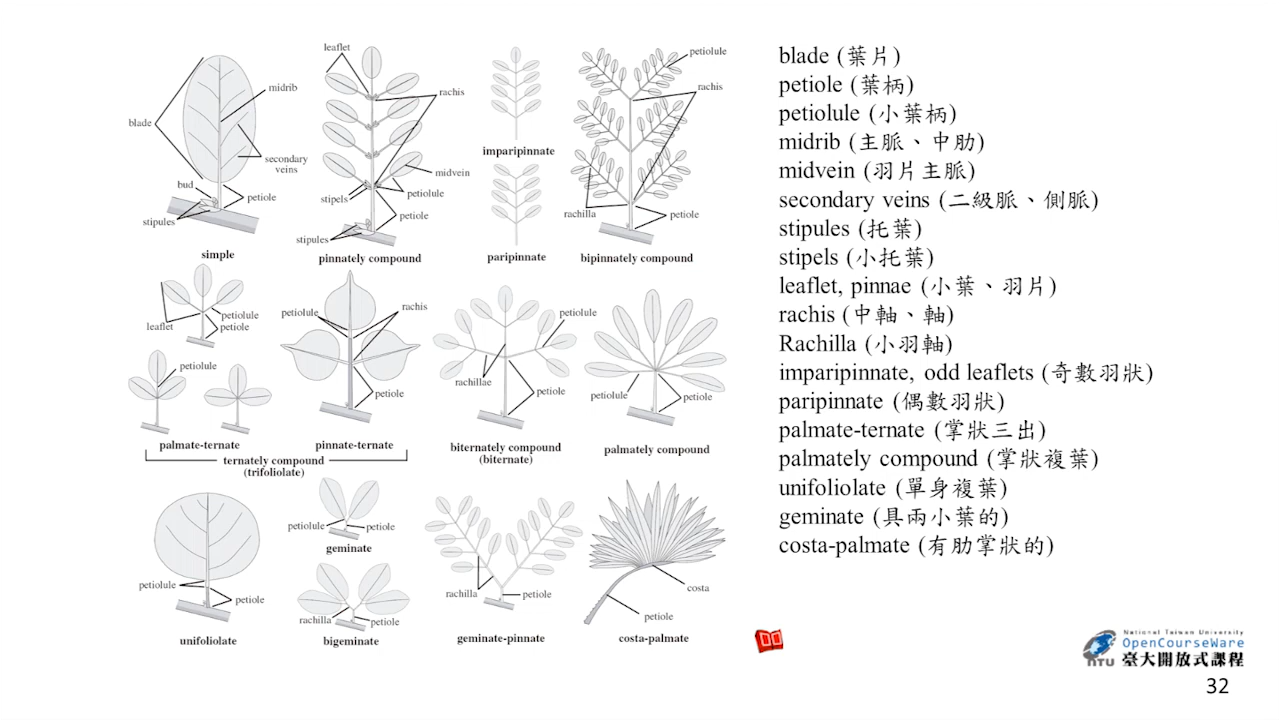 blade
midrib
secondary
veins
bud
petiole
stipules
simple
leaflet
rachis
midvein
stipels
petiolule
petiole
stipules
pinnately compound
imparipinnate
paripinnate
petiolule
rachis
rachilla
petiole
bipinnately compound
leaflet
petiolule
petiole
petiolule
palmate-ternate
petiolule
rachis
petiole
pinnate-ternate
ternately compound
(trifoliolate)
petiolule
rachillae
petiole
biternately compound
(biternate)
petiolule
petiole
palmately compound
petiolule
petiole
unifoliolate
petiolule
petiole
geminate
rachilla
petiole
bigeminate
rachilla
petiole
geminate-pinnate
costa
petiole
costa-palmate
blade (葉片)
petiole (葉柄)
petiolule (小葉柄)
midrib (主脈、中肋)
midvein (羽片主脈)
secondary veins (二級脈、側脈)
stipules (托葉)
stipels (小托葉)
leaflet, pinnae (小葉、羽片)
rachis (中軸、軸)
Rachilla (小羽軸)
imparipinnate, odd leaflets (奇數羽狀)
paripinnate (偶數羽狀)
palmate-ternate (掌狀三出)
palmately compound (掌狀複葉)
unifoliolate (單身複葉)
geminate (具兩小葉的)
costa-palmate (有肋掌狀的)
National Taiwan University
OpenCourseWare
NTU 臺大開放式課程
32